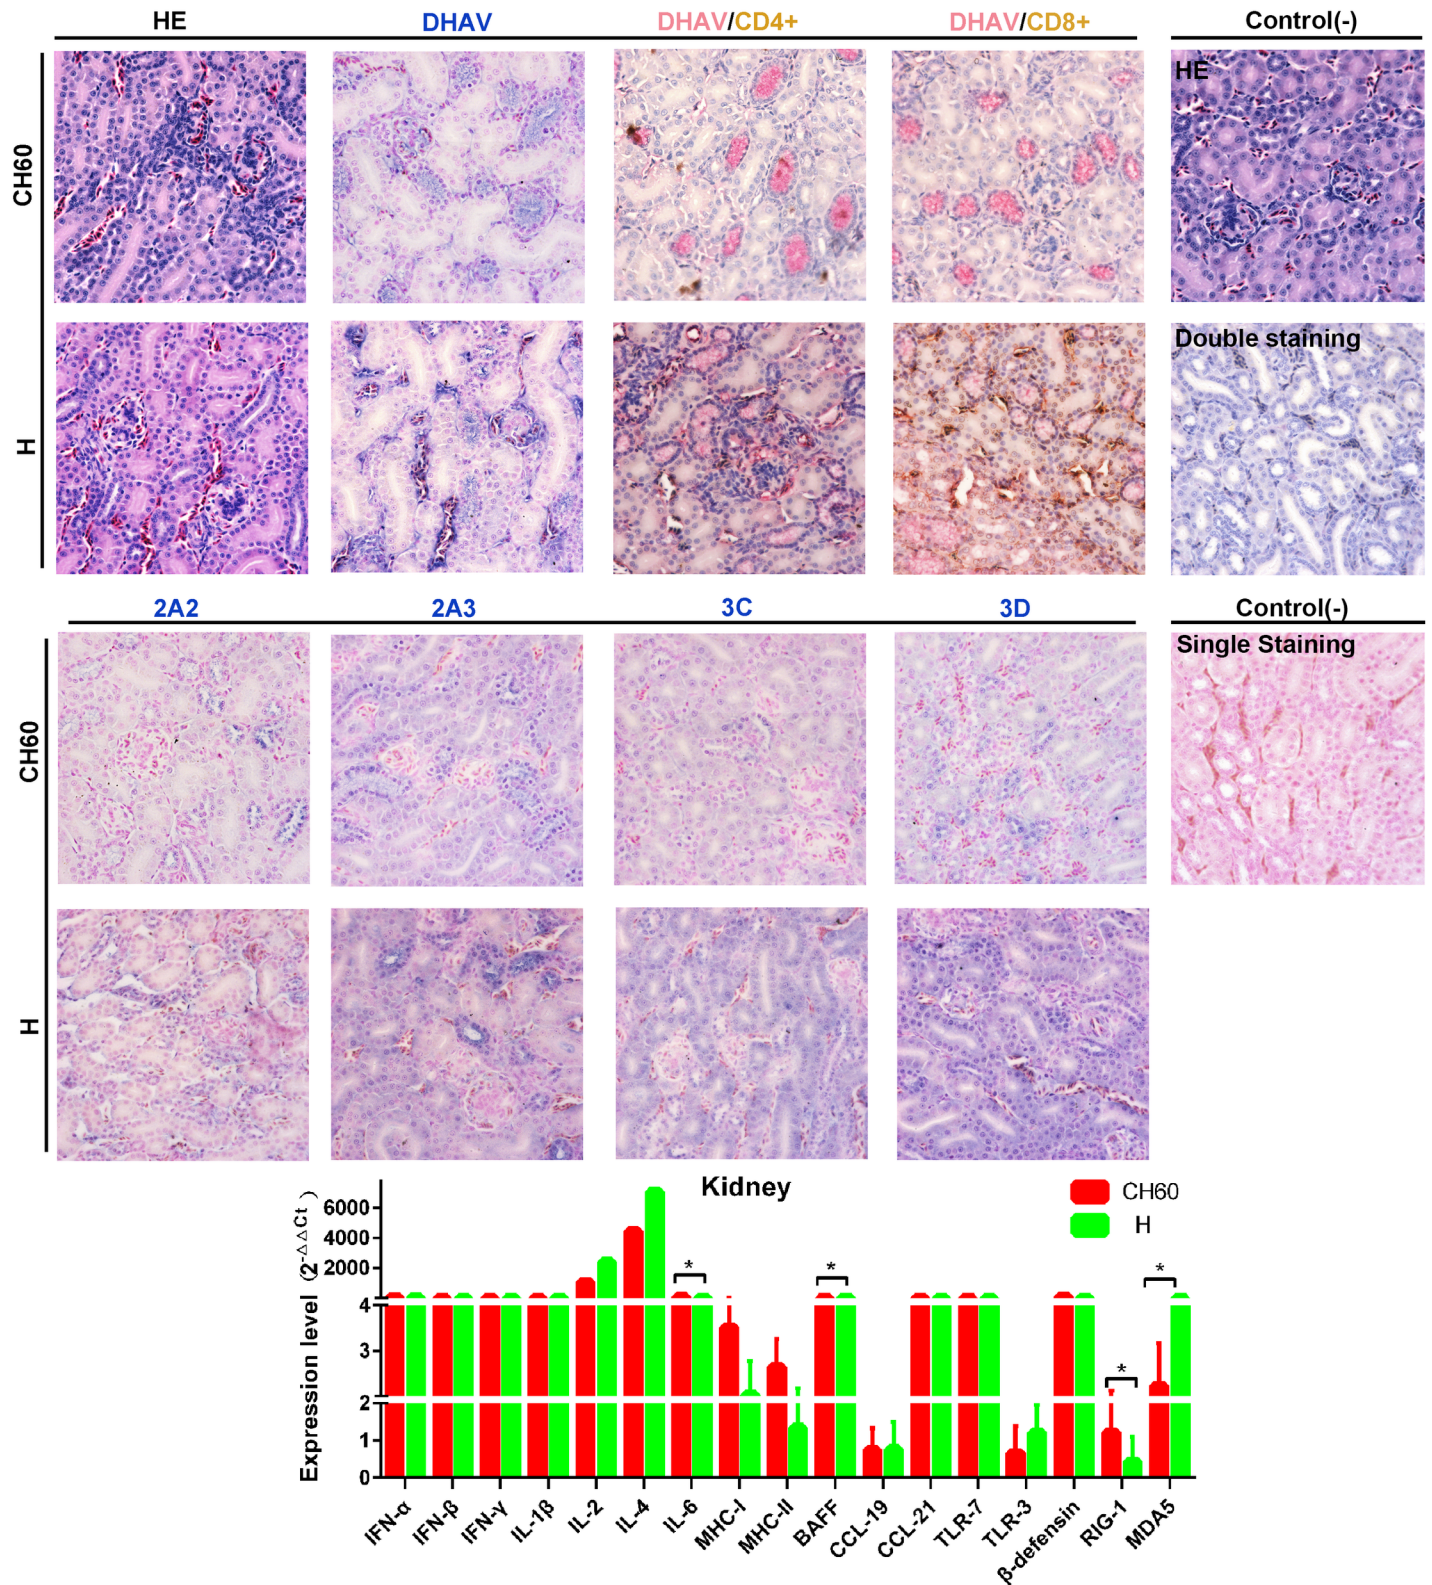 HE DHAV DHAV/CD4+ DHAV/CD8+ Control(-)
CH60
HE
H
Double staining
2A2 2A3 3C 3D Control(-)
CH60
Single Staining
H
Kidney
CH60
H
Expression level (2-△△Ct)
6000
4000
2000
4
3
2
1
0
*
*
*
*
IFN-α IFN-β IFN-γ IL-1β IL-2 IL-4 IL-6 MHC-I MHC-II BAFF CCL-19 CCL-21 TLR-7 TLR-3 β-defensin RIG-1 MDA5